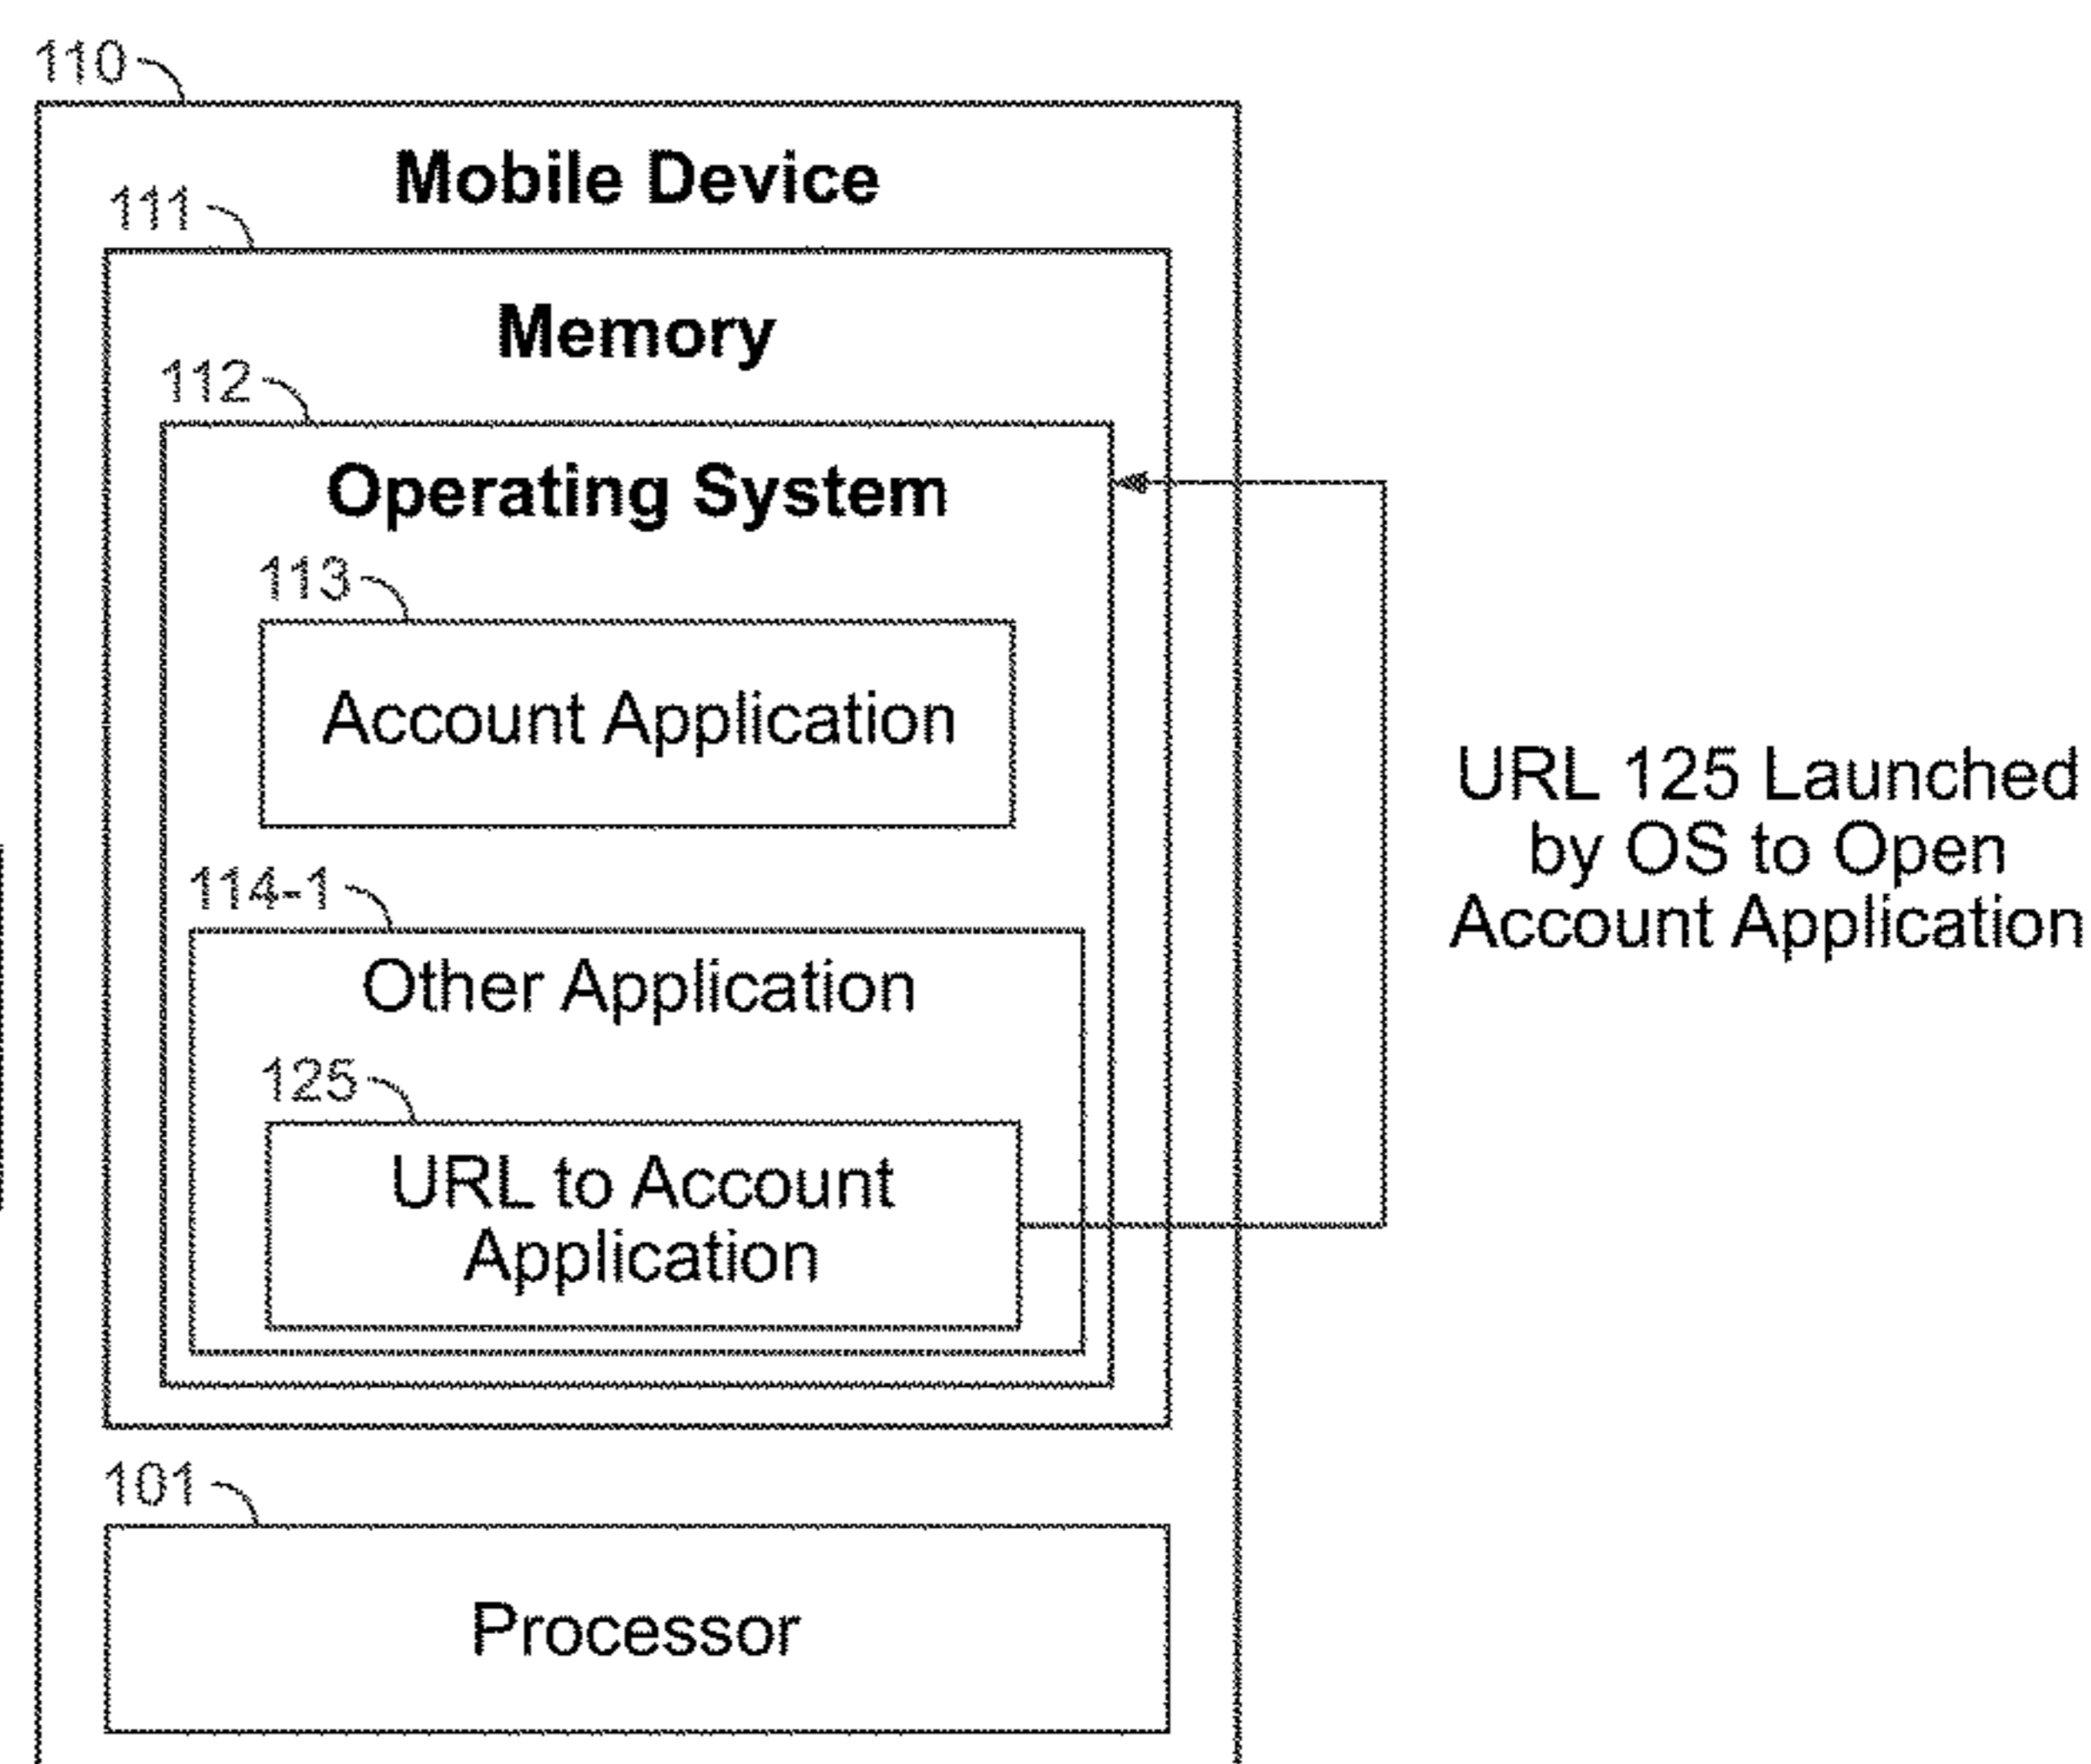 110
Mobile Device
111
Memory
112
Operating System
113
Account Application
114-1
Other Application
125
URL to Account
Application
URL 125 Launched
by OS to Open
Account Application
101
Processor